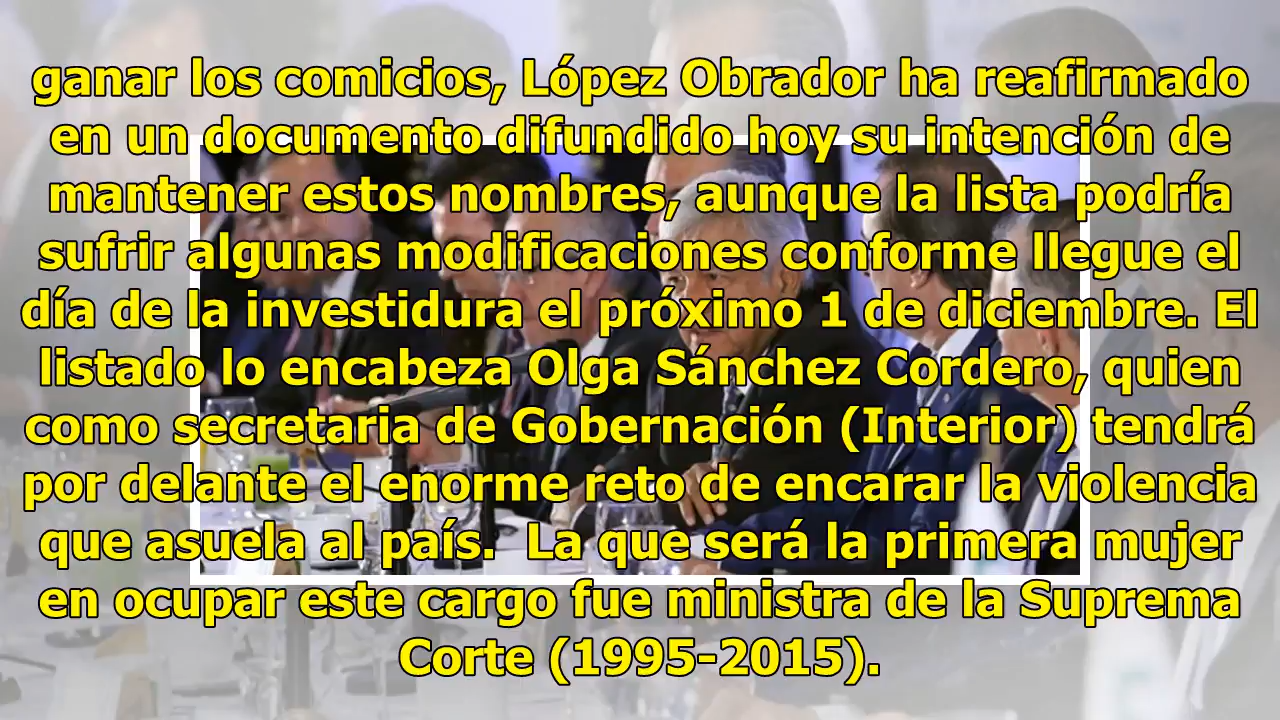 ganar los comicios, López Obrador ha reafirmado
en un documento difundido hoy su intención de
mantener estos nombres, aunque la lista podría
sufrir algunas modificaciones conforme llegue el
día de la investidura el próximo 1 de diciembre. El
listado lo encabeza Olga Sánchez Cordero, quien
como secretaria de Gobernación (Interior) tendrá
por delante el enorme reto de encarar la violencia
que asuela al país.  La que será la primera mujer
en ocupar este cargo fue ministra de la Suprema
Corte (1995-2015).